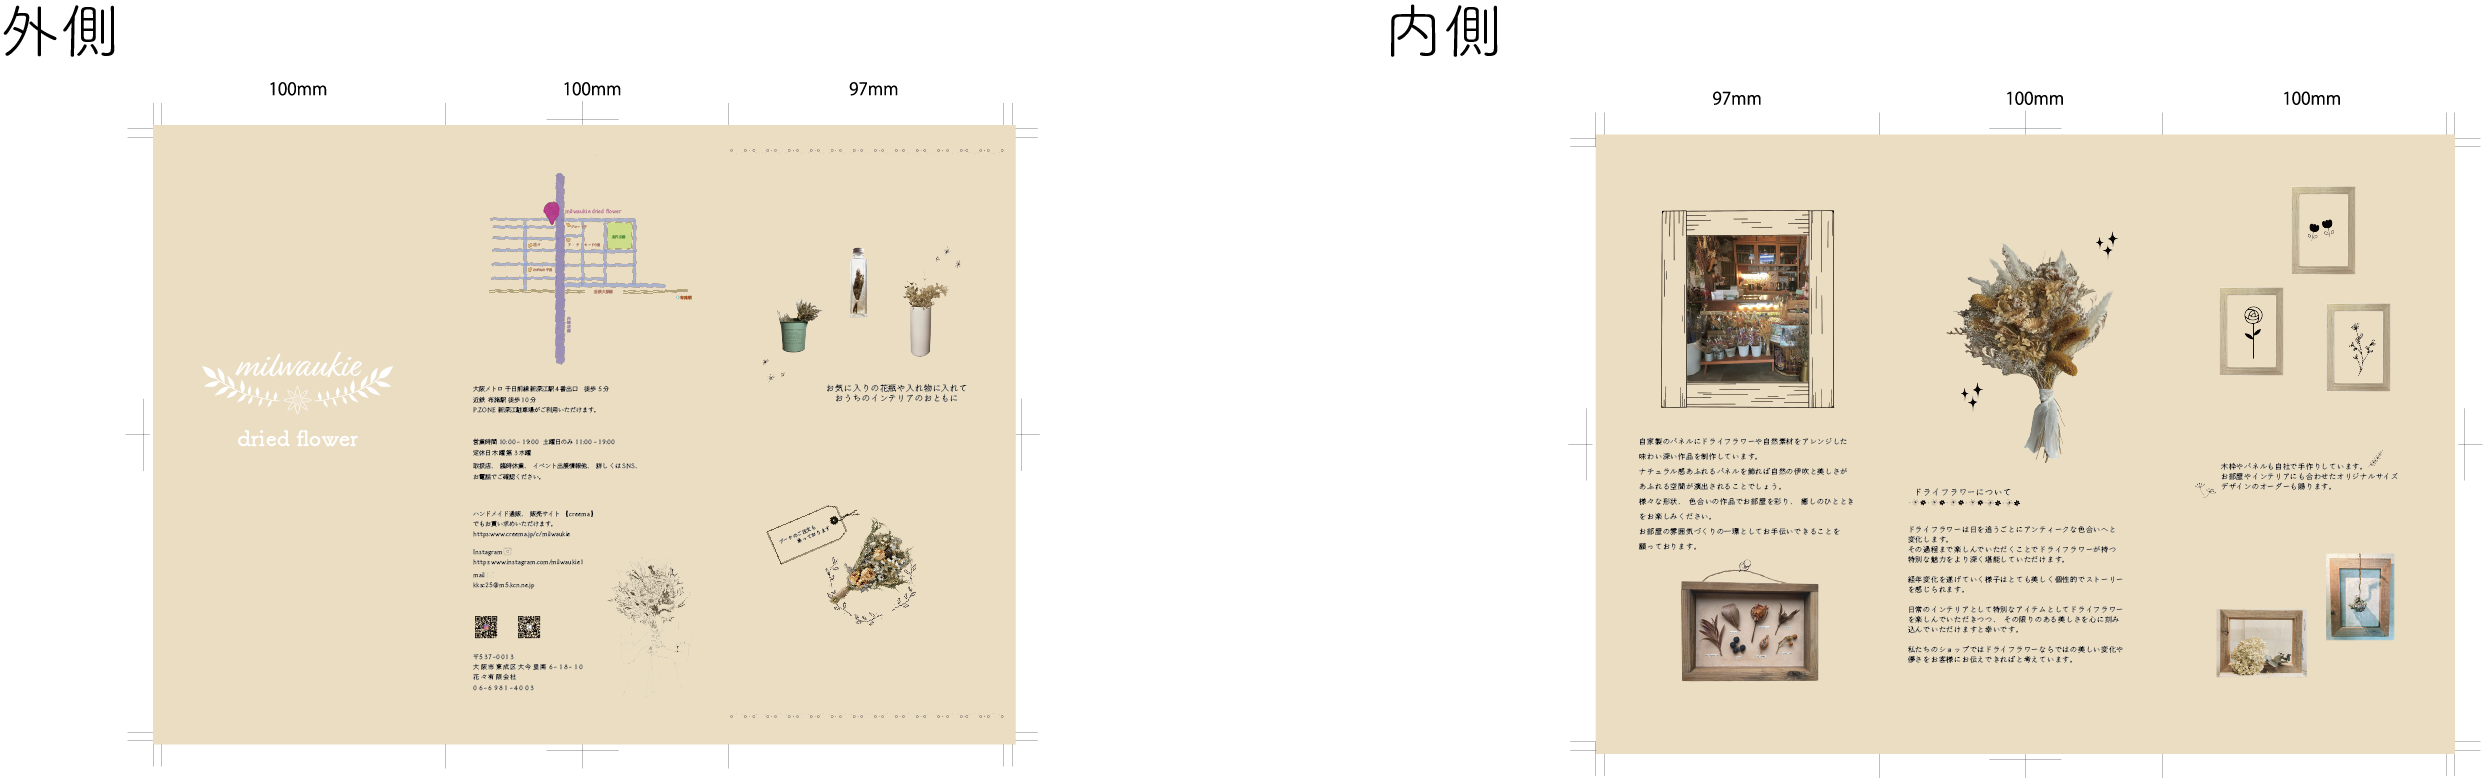 外側
100mm
100mm
97mm
milwaukie
dried flower
milwaukie dried flower
大阪メトロ 千日前線新深江駅4番出口　徒歩 5 分
近鉄 布施駅 徒歩 10 分
P.ZONE 新深江駐車場がご利用いただけます。
営業時間 10:00 - 19:00 土曜日のみ 11:00 - 19:00
定休日 木曜 第 3 水曜
取扱店、 臨時休業、 イベント出展情報他、 詳しくは SNS、
お電話でご確認ください。
ハンドメイド通販、 販売サイト 【creema】
でもお買い求めいただけます。
https:www.creema.jp/c/milwaukie
Instagram
https www.instagram.com/milwaukie1
mail
kkac25@m5.kcn.ne.jp
〒537-0013
大阪市東成区大今里南 6-18-10
花々有限会社
06-6981-4003
お気に入りの花瓶や入れ物に入れて
おうちのインテリアのおともに
ブーケのご注文も
承っております
内側
97mm
100mm
100mm
自家製のパネルにドライフラワーや自然素材をアレンジした
味わい深い作品を制作しています。
ナチュラル感あふれるパネルを飾れば自然の伊吹と美しさが
あふれる空間が演出されることでしょう。
様々な形状、 色合いの作品でお部屋を彩り、 癒しのひととき
をお楽しみください。
お部屋の雰囲気づくりの一環としてお手伝いできることを
願っております。
ドライフラワーについて
ドライフラワーは日を追うごとにアンティークな色合いへと
変化します。
その過程まで楽しんでいただくことでドライフラワーが持つ
特別な魅力をより深く堪能していただけます。
経年変化を遂げていく様子はとても美しく個性的でストーリー
を感じられます。
日常のインテリアとして特別なアイテムとしてドライフラワー
を楽しんでいただきつつ、 その限りのある美しさを心に刻み
込んでいただけますと幸いです。
私たちのショップではドライフラワーならではの美しい変化や
儚さをお客様にお伝えできればと考えています。
木枠やパネルも自社で手作りしています。
お部屋やインテリアにも合わせたオリジナルサイズ
デザインのオーダーも賜ります。